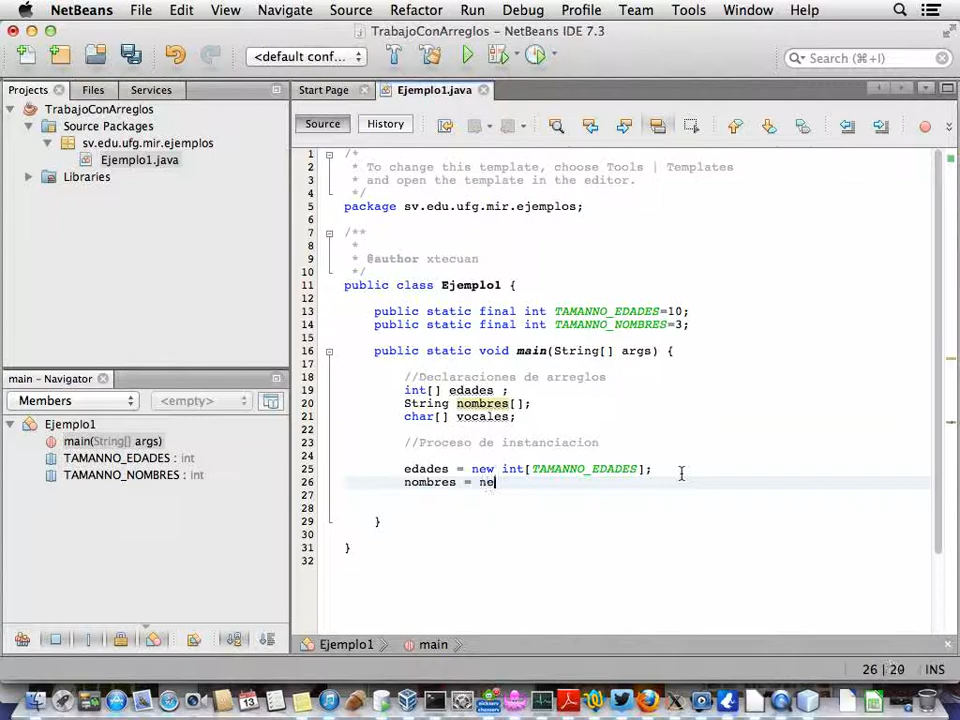 NetBeans File Edit View Navigate Source Refactor Run Debug Profile Team Tools Window Help
TrabajoConArreglos – NetBeans IDE 7.3
<default conf... Search (⌘+I)
Projects Files Services Start Page Ejemplo1.java
TrabajoConArreglos
Source Packages
sv.edu.ufg.mir.ejemplos
Ejemplo1.java
Libraries
Source History
1 /*
2 * To change this template, choose Tools | Templates
3 * and open the template in the editor.
4 */
5 package sv.edu.ufg.mir.ejemplos;
6
7 /**
8 *
9 * @author xtecuan
10 */
11 public class Ejemplo1 {
12
13 public static final int TAMANNO_EDADES=10;
14 public static final int TAMANNO_NOMBRES=3;
15
16 public static void main(String[] args) {
17
18 //Declaraciones de arreglos
19 int[] edades ;
20 String nombres[];
21 char[] vocales;
22
23 //Proceso de instanciacion
24
25 edades = new int[TAMANNO_EDADES];
26 nombres = ne
27
28
29 }
30
31 }
32
main – Navigator
Members <empty>
Ejemplo1
main(String[] args)
TAMANNO_EDADES : int
TAMANNO_NOMBRES : int
Ejemplo1 main
26 | 20 INS